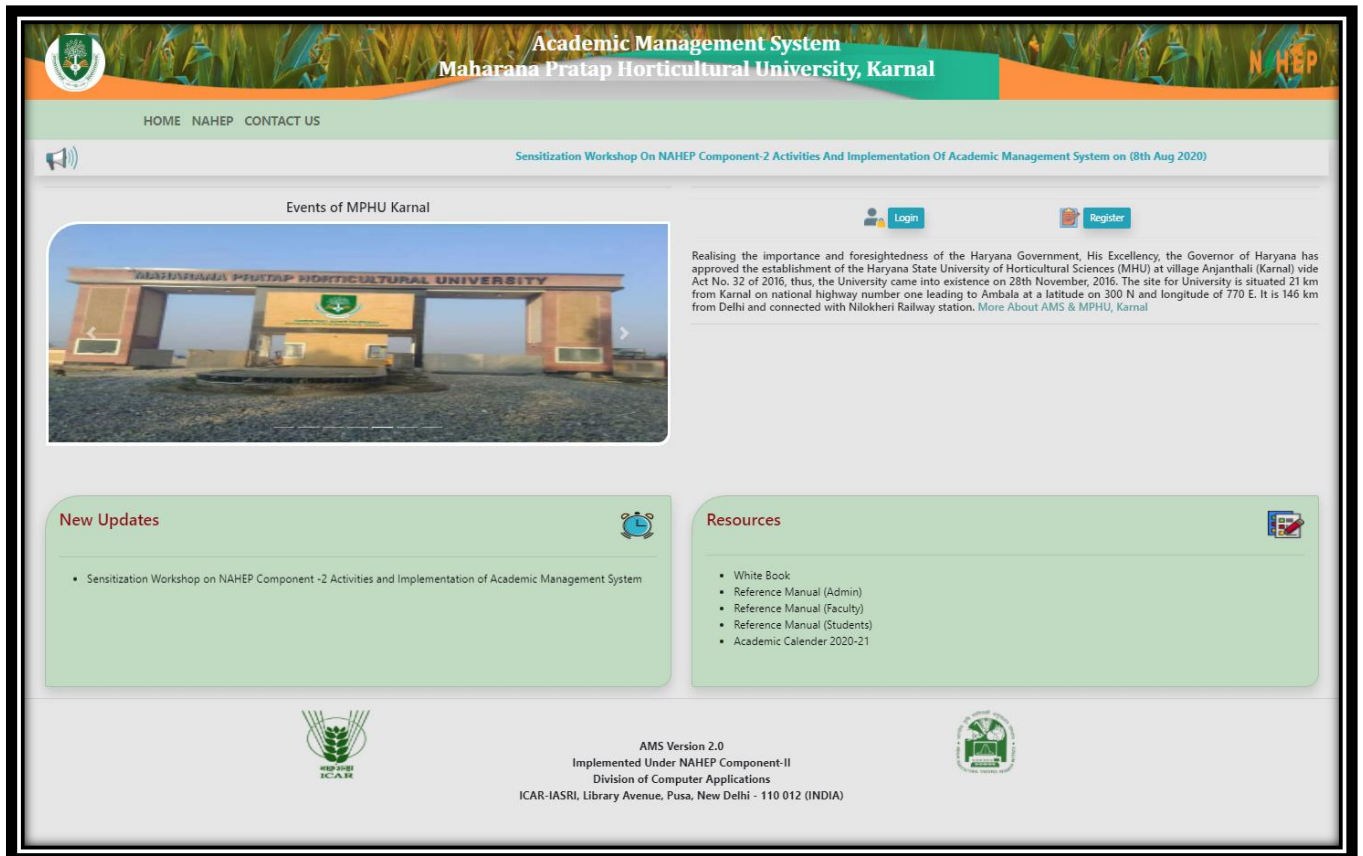 Academic Management System
Maharana Pratap Horticultural University, Karnal
NAHEP
HOME NAHEP CONTACT US
Sensitization Workshop On NAHEP Component-2 Activities And Implementation Of Academic Management System on (8th Aug 2020)
Events of MPHU Karnal
MAHARANA PRATAP HORTICULTURAL UNIVERSITY
Login
Register
Realising the importance and foresightedness of the Haryana Government, His Excellency, the Governor of Haryana has
approved the establishment of the Haryana State University of Horticultural Sciences (MHU) at village Anjanthali (Karnal) vide
Act No. 32 of 2016, thus, the University came into existence on 28th November, 2016. The site for University is situated 21 km
from Karnal on national highway number one leading to Ambala at a latitude on 300 N and longitude of 770 E. It is 146 km
from Delhi and connected with Nilokheri Railway station. More About AMS & MPHU, Karnal
New Updates
• Sensitization Workshop on NAHEP Component -2 Activities and Implementation of Academic Management System
Resources
• White Book
• Reference Manual (Admin)
• Reference Manual (Faculty)
• Reference Manual (Students)
• Academic Calender 2020-21
ICAR
AMS Version 2.0
Implemented Under NAHEP Component-II
Division of Computer Applications
ICAR-IASRI, Library Avenue, Pusa, New Delhi - 110 012 (INDIA)